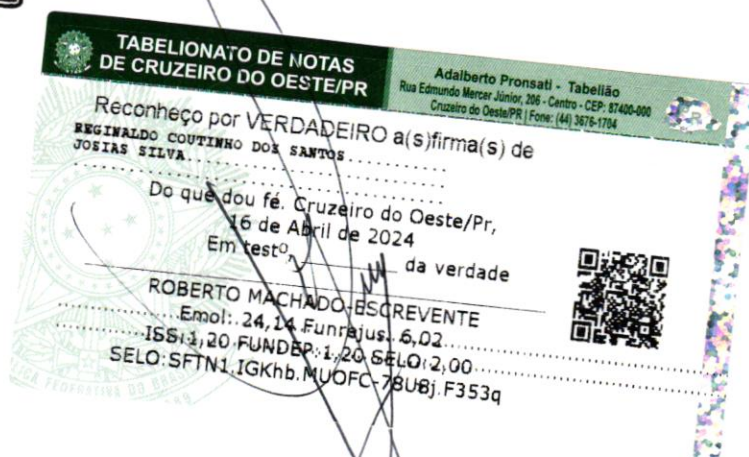 TABELIONATO DE NOTAS
DE CRUZEIRO DO OESTE/PR
Adalberto Pronsati - Tabelião
Rua Edmundo Mercer Júnior, 206 - Centro - CEP: 87400-000
Cruzeiro do Oeste/PR | Fone: (44) 3676-1704
Reconheço por VERDADEIRO a(s)firma(s) de
REGINALDO COUTINHO DOS SANTOS
JOSIAS SILVA
Do que dou fé. Cruzeiro do Oeste/Pr,
16 de Abril de 2024
Em testº, ______ da verdade
ROBERTO MACHADO-ESCREVENTE
Emol: 24,14 Funrejus: 6,02
ISS:1,20 FUNDEP:1,20 SELO:2,00
SELO:SFTN1.IGKhb.MUOFC-78U8j.F353q